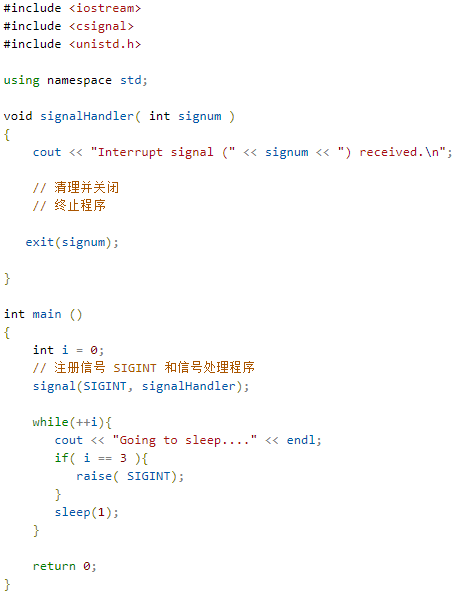 #include <iostream>
#include <csignal>
#include <unistd.h>

using namespace std;

void signalHandler( int signum )
{
    cout << "Interrupt signal (" << signum << ") received.\n";

    // 清理并关闭
    // 终止程序

   exit(signum);

}

int main ()
{
    int i = 0;
    // 注册信号 SIGINT 和信号处理程序
    signal(SIGINT, signalHandler);

    while(++i){
       cout << "Going to sleep...." << endl;
       if( i == 3 ){
          raise( SIGINT);
       }
       sleep(1);
    }

    return 0;
}